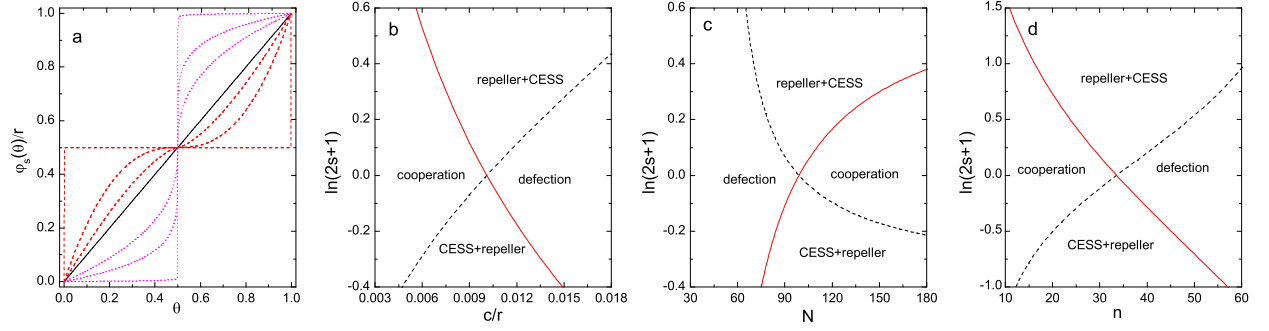 a
1.0
0.8
0.6
0.4
0.2
0.0
φs(θ)/r
0.0 0.2 0.4 0.6 0.8 1.0
θ
b
0.6
0.4
0.2
0.0
-0.2
-0.4
ln(2s+1)
repeller+CESS
cooperation
defection
CESS+repeller
0.003 0.006 0.009 0.012 0.015 0.018
c/r
c
0.6
0.4
0.2
0.0
-0.2
-0.4
ln(2s+1)
repeller+CESS
defection
cooperation
CESS+repeller
30 60 90 120 150 180
N
d
1.5
1.0
0.5
0.0
-0.5
-1.0
ln(2s+1)
repeller+CESS
cooperation
defection
CESS+repeller
10 20 30 40 50 60
n